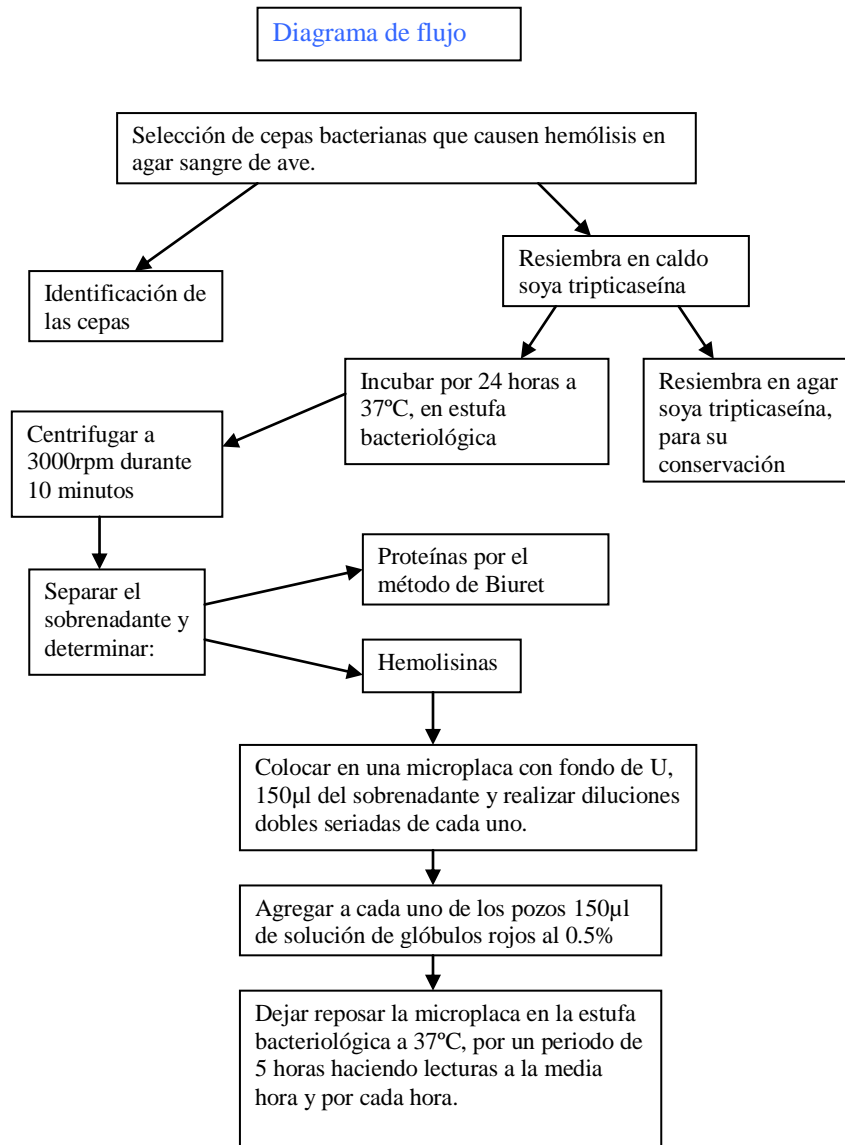 Diagrama de flujo
Selección de cepas bacterianas que causen hemólisis en
agar sangre de ave.
Identificación de
las cepas
Resiembra en caldo
soya tripticaseína
Incubar por 24 horas a
37ºC, en estufa
bacteriológica
Resiembra en agar
soya tripticaseína,
para su
conservación
Centrifugar a
3000rpm durante
10 minutos
Separar el
sobrenadante y
determinar:
Proteínas por el
método de Biuret
Hemolisinas
Colocar en una microplaca con fondo de U,
150µl del sobrenadante y realizar diluciones
dobles seriadas de cada uno.
Agregar a cada uno de los pozos 150µl
de solución de glóbulos rojos al 0.5%
Dejar reposar la microplaca en la estufa
bacteriológica a 37ºC, por un periodo de
5 horas haciendo lecturas a la media
hora y por cada hora.